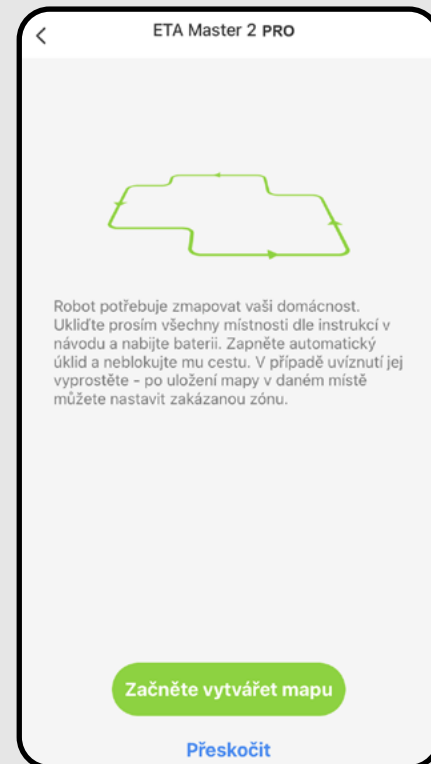 ETA Master 2 PRO
Robot potřebuje zmapovat vaši domácnost.
Ukliďte prosím všechny místnosti dle instrukcí v
návodu a nabijte baterii. Zapněte automatický
úklid a neblokujte mu cestu. V případě uvíznutí jej
vyprostěte - po uložení mapy v daném místě
můžete nastavit zakázanou zónu.
Začněte vytvářet mapu
Přeskočit